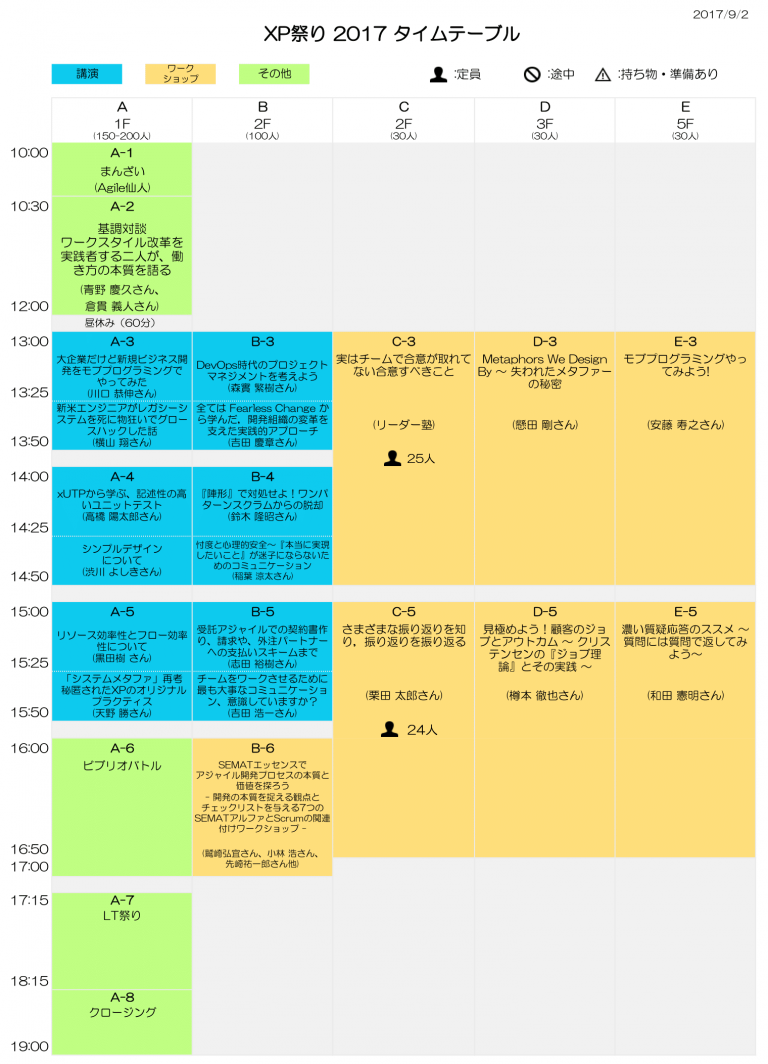 2017/9/2
XP祭り 2017 タイムテーブル
講演
ワーク
ショップ
その他
:定員
:途中
:持ち物・準備あり
A
1F
(150-200人)
B
2F
(100人)
C
2F
(30人)
D
3F
(30人)
E
5F
(30人)
10:00
A-1
まんざい
(Agile仙人)
10:30
A-2
基調対談
ワークスタイル改革を
実践者する二人が、働
き方の本質を語る
(青野 慶久さん、
倉貫 義人さん)
12:00
昼休み（60分）
13:00
A-3
大企業だけど新規ビジネス開
発をモブプログラミングで
やってみた
(川口 恭伸さん)
13:25
新米エンジニアがレガシーシ
ステムを死に物狂いでグロー
スハックした話
(横山 翔さん)
13:50
B-3
DevOps時代のプロジェクト
マネジメントを考えよう
(森實 繁樹さん)
全ては Fearless Change か
ら学んだ、開発組織の変革を
支えた実践的アプローチ
(吉田 慶章さん)
C-3
実はチームで合意が取れて
ない合意すべきこと
(リーダー塾)
25人
D-3
Metaphors We Design
By ～ 失われたメタファー
の秘密
(懸田 剛さん)
E-3
モブプログラミングやっ
てみよう!
(安藤 寿之さん)
14:00
A-4
xUTPから学ぶ、記述性の高
いユニットテスト
(高橋 陽太郎さん)
14:25
シンプルデザイン
について
(渋川 よしきさん)
14:50
B-4
『陣形』で対処せよ！ワンパ
ターンスクラムからの脱却
(鈴木 隆昭さん)
忖度と心理的安全～『本当に実現
したいこと』が迷子にならないた
めのコミュニケーション
(稲葉 涼太さん)
15:00
A-5
リソース効率性とフロー効率
性について
(黒田樹 さん)
15:25
「システムメタファ」再考
秘匿されたXPのオリジナル
プラクティス
(天野 勝さん)
15:50
B-5
受託アジャイルでの契約書作
り、請求や、外注パートナー
への支払いスキームまで
(志田 裕樹さん)
チームをワークさせるために
最も大事なコミュニケーショ
ン、意識していますか？
(吉田 浩一さん)
C-5
さまざまな振り返りを知
り，振り返りを振り返る
(栗田 太郎さん)
24人
D-5
見極めよう！顧客のジョ
ブとアウトカム ～ クリス
テンセンの『ジョブ理
論』とその実践 ～
(樽本 徹也さん)
E-5
濃い質疑応答のススメ ～
質問には質問で返してみ
よう～
(和田 憲明さん)
16:00
A-6
ビブリオバトル
16:50
17:00
B-6
SEMATエッセンスで
アジャイル開発プロセスの本質と
価値を探ろう
- 開発の本質を捉える観点と
チェックリストを与える7つの
SEMATアルファとScrumの関連
付けワークショップ -
(鷲崎弘宜さん、小林 浩さん、
先崎祐一郎さん他)
17:15
A-7
LT祭り
18:15
A-8
クロージング
19:00